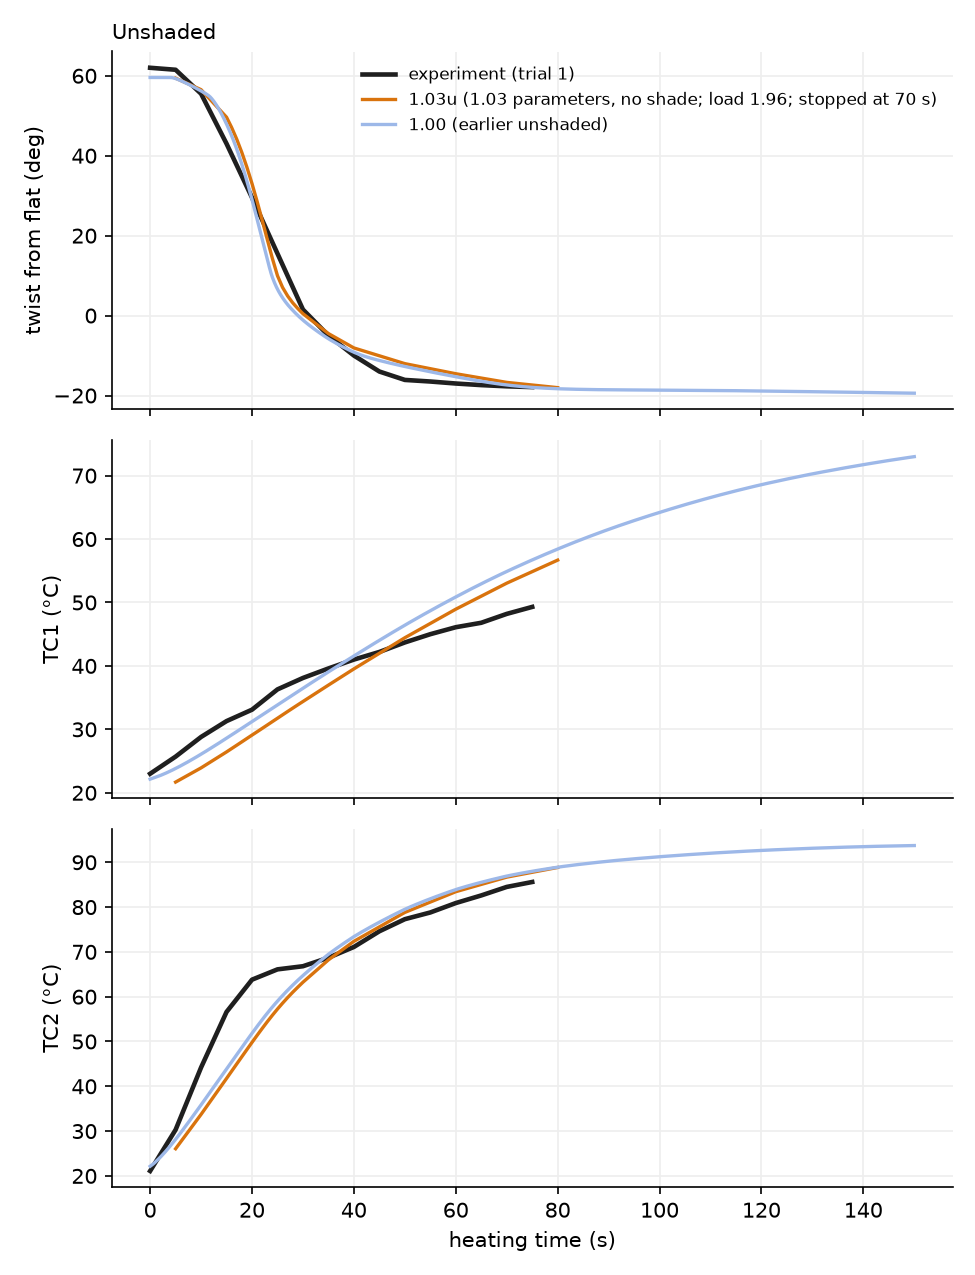 Unshaded
experiment (trial 1)
1.03u (1.03 parameters, no shade; load 1.96; stopped at 70 s)
1.00 (earlier unshaded)
twist from flat (deg)
60
40
20
0
−20
TC1 (°C)
70
60
50
40
30
20
TC2 (°C)
90
80
70
60
50
40
30
20
0 20 40 60 80 100 120 140
heating time (s)